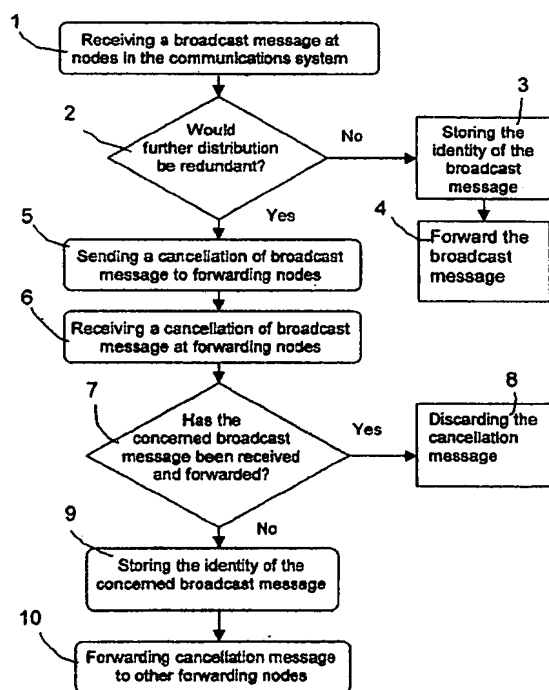 1
Receiving a broadcast message at
nodes in the communications system
2
Would
further distribution
be redundant?
No
3
Storing the
identity of the
broadcast
message
4
Forward the
broadcast
message
Yes
5
Sending a cancellation of broadcast
message to forwarding nodes
6
Receiving a cancellation of broadcast
message at forwarding nodes
7
Has the
concerned broadcast
message been received
and forwarded?
Yes
8
Discarding the
cancellation
message
No
9
Storing the identity of the
concerned broadcast message
10
Forwarding cancellation message
to other forwarding nodes